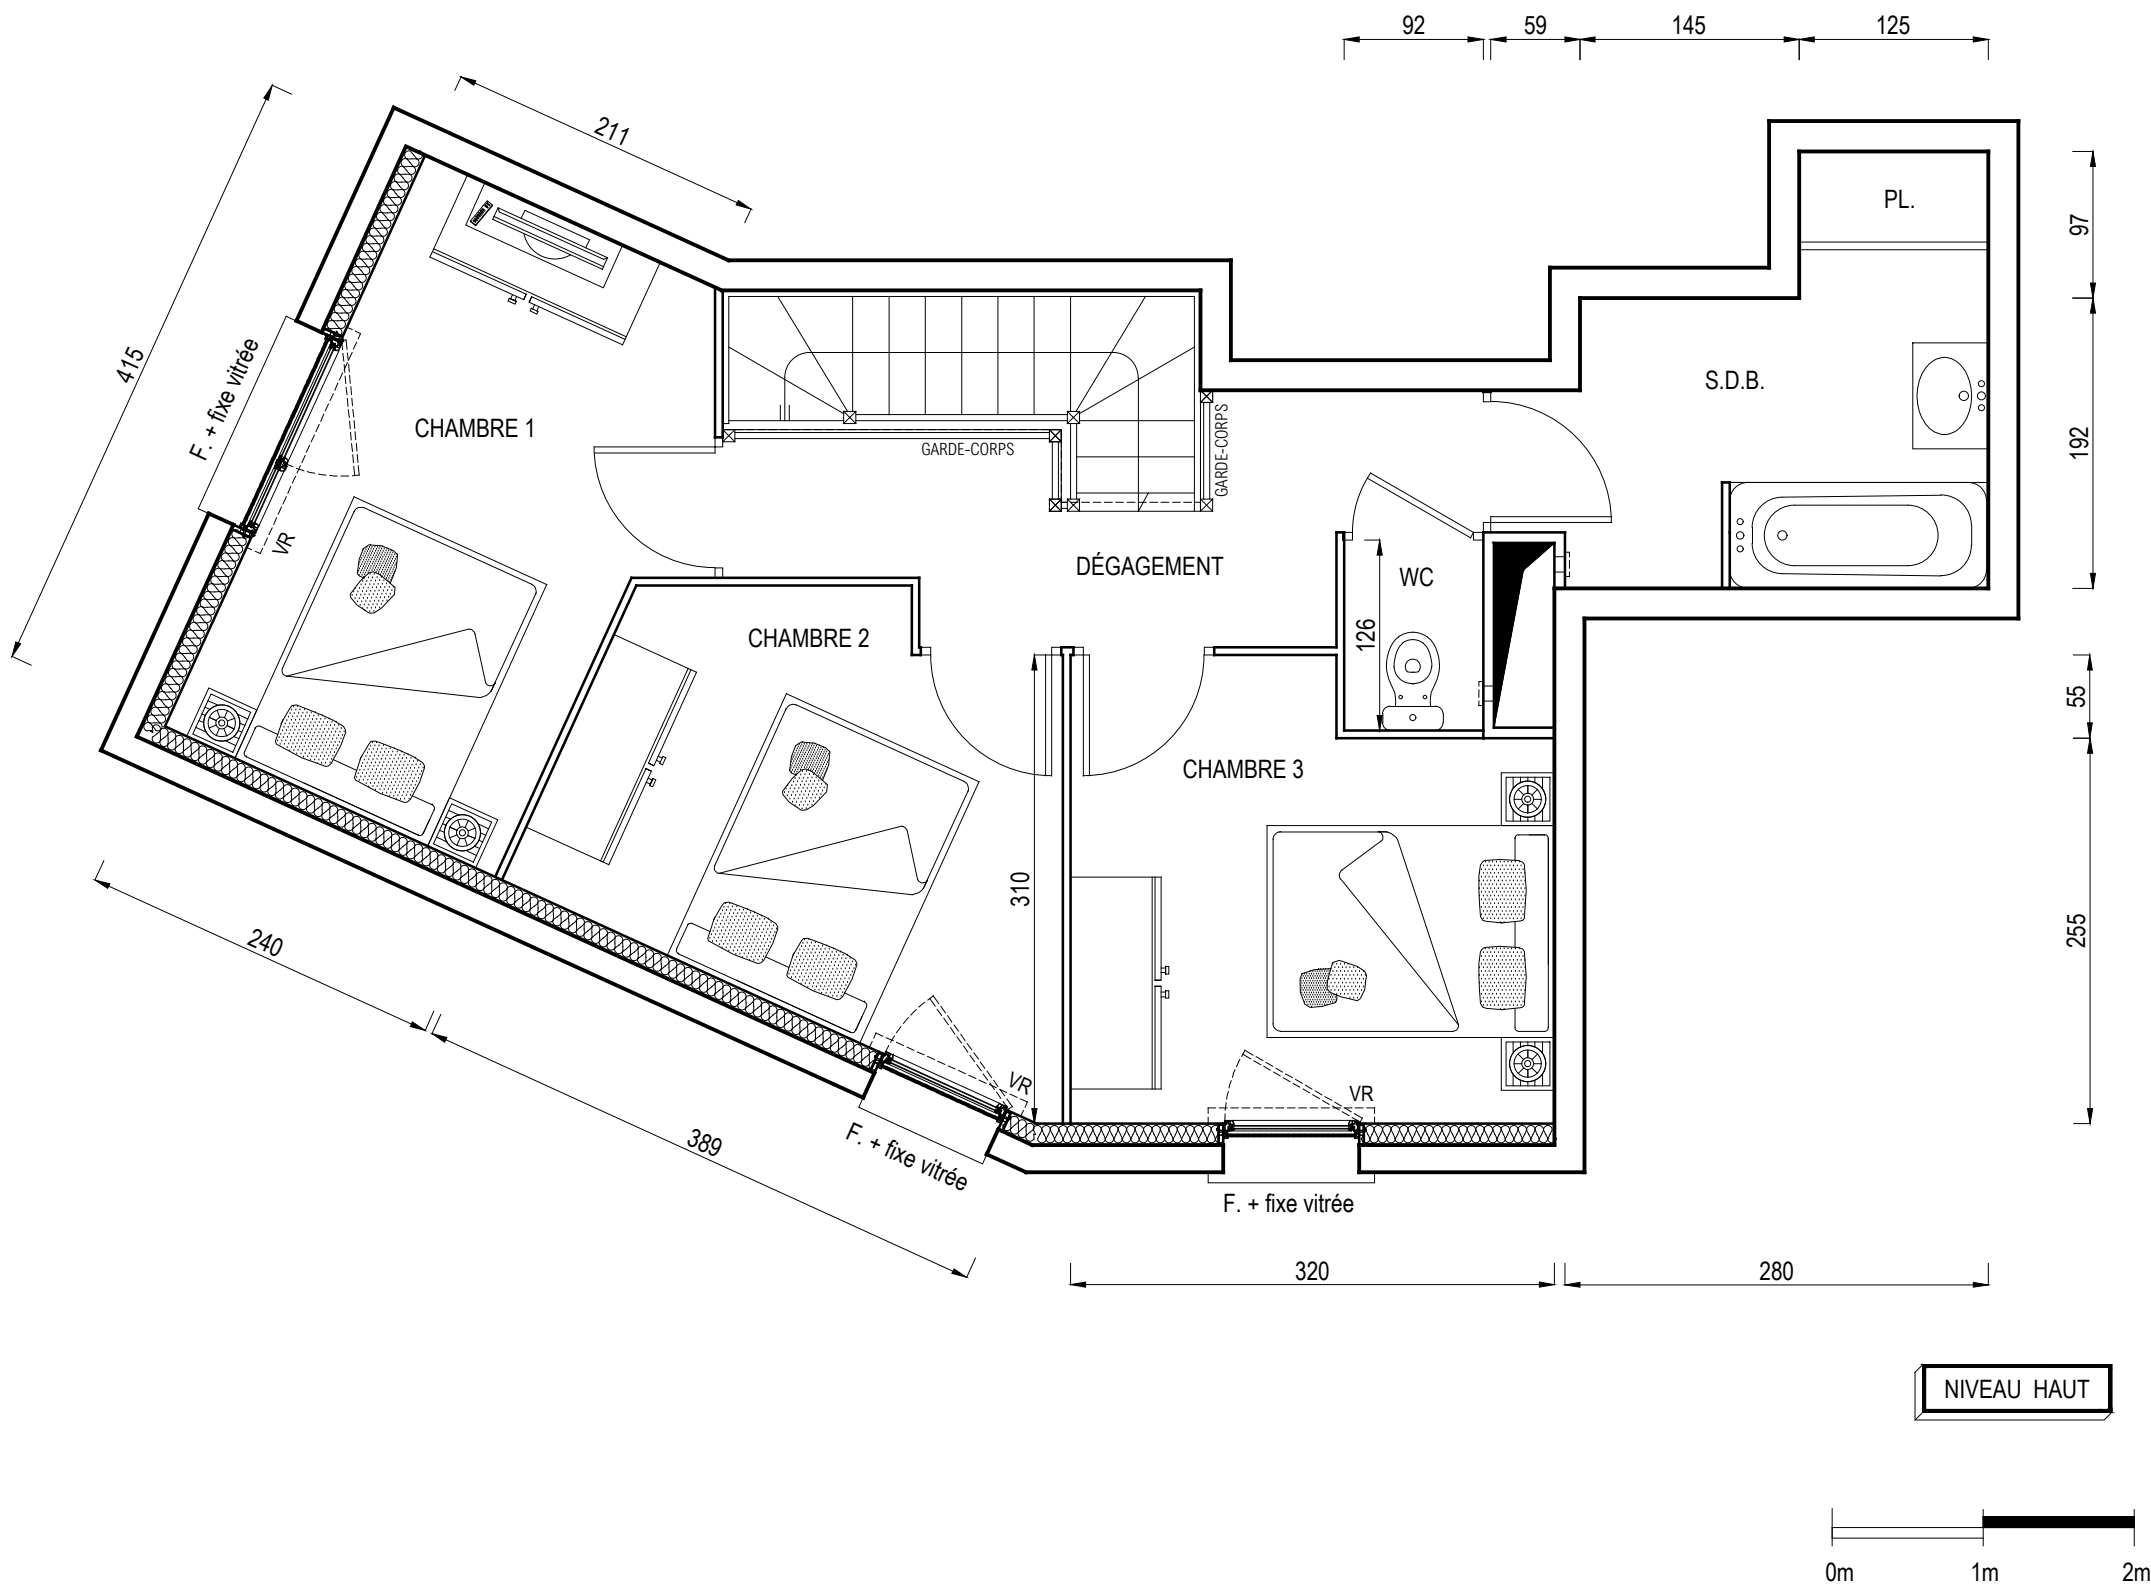 92
59
145
125
211
PL.
97
415
F. + fixe vitrée
S.D.B.
CHAMBRE 1
GARDE-CORPS
GARDE-CORPS
192
VR
DÉGAGEMENT
WC
126
CHAMBRE 2
55
CHAMBRE 3
310
255
240
VR
VR
389
F. + fixe vitrée
F. + fixe vitrée
320
280
NIVEAU HAUT
0m
1m
2m